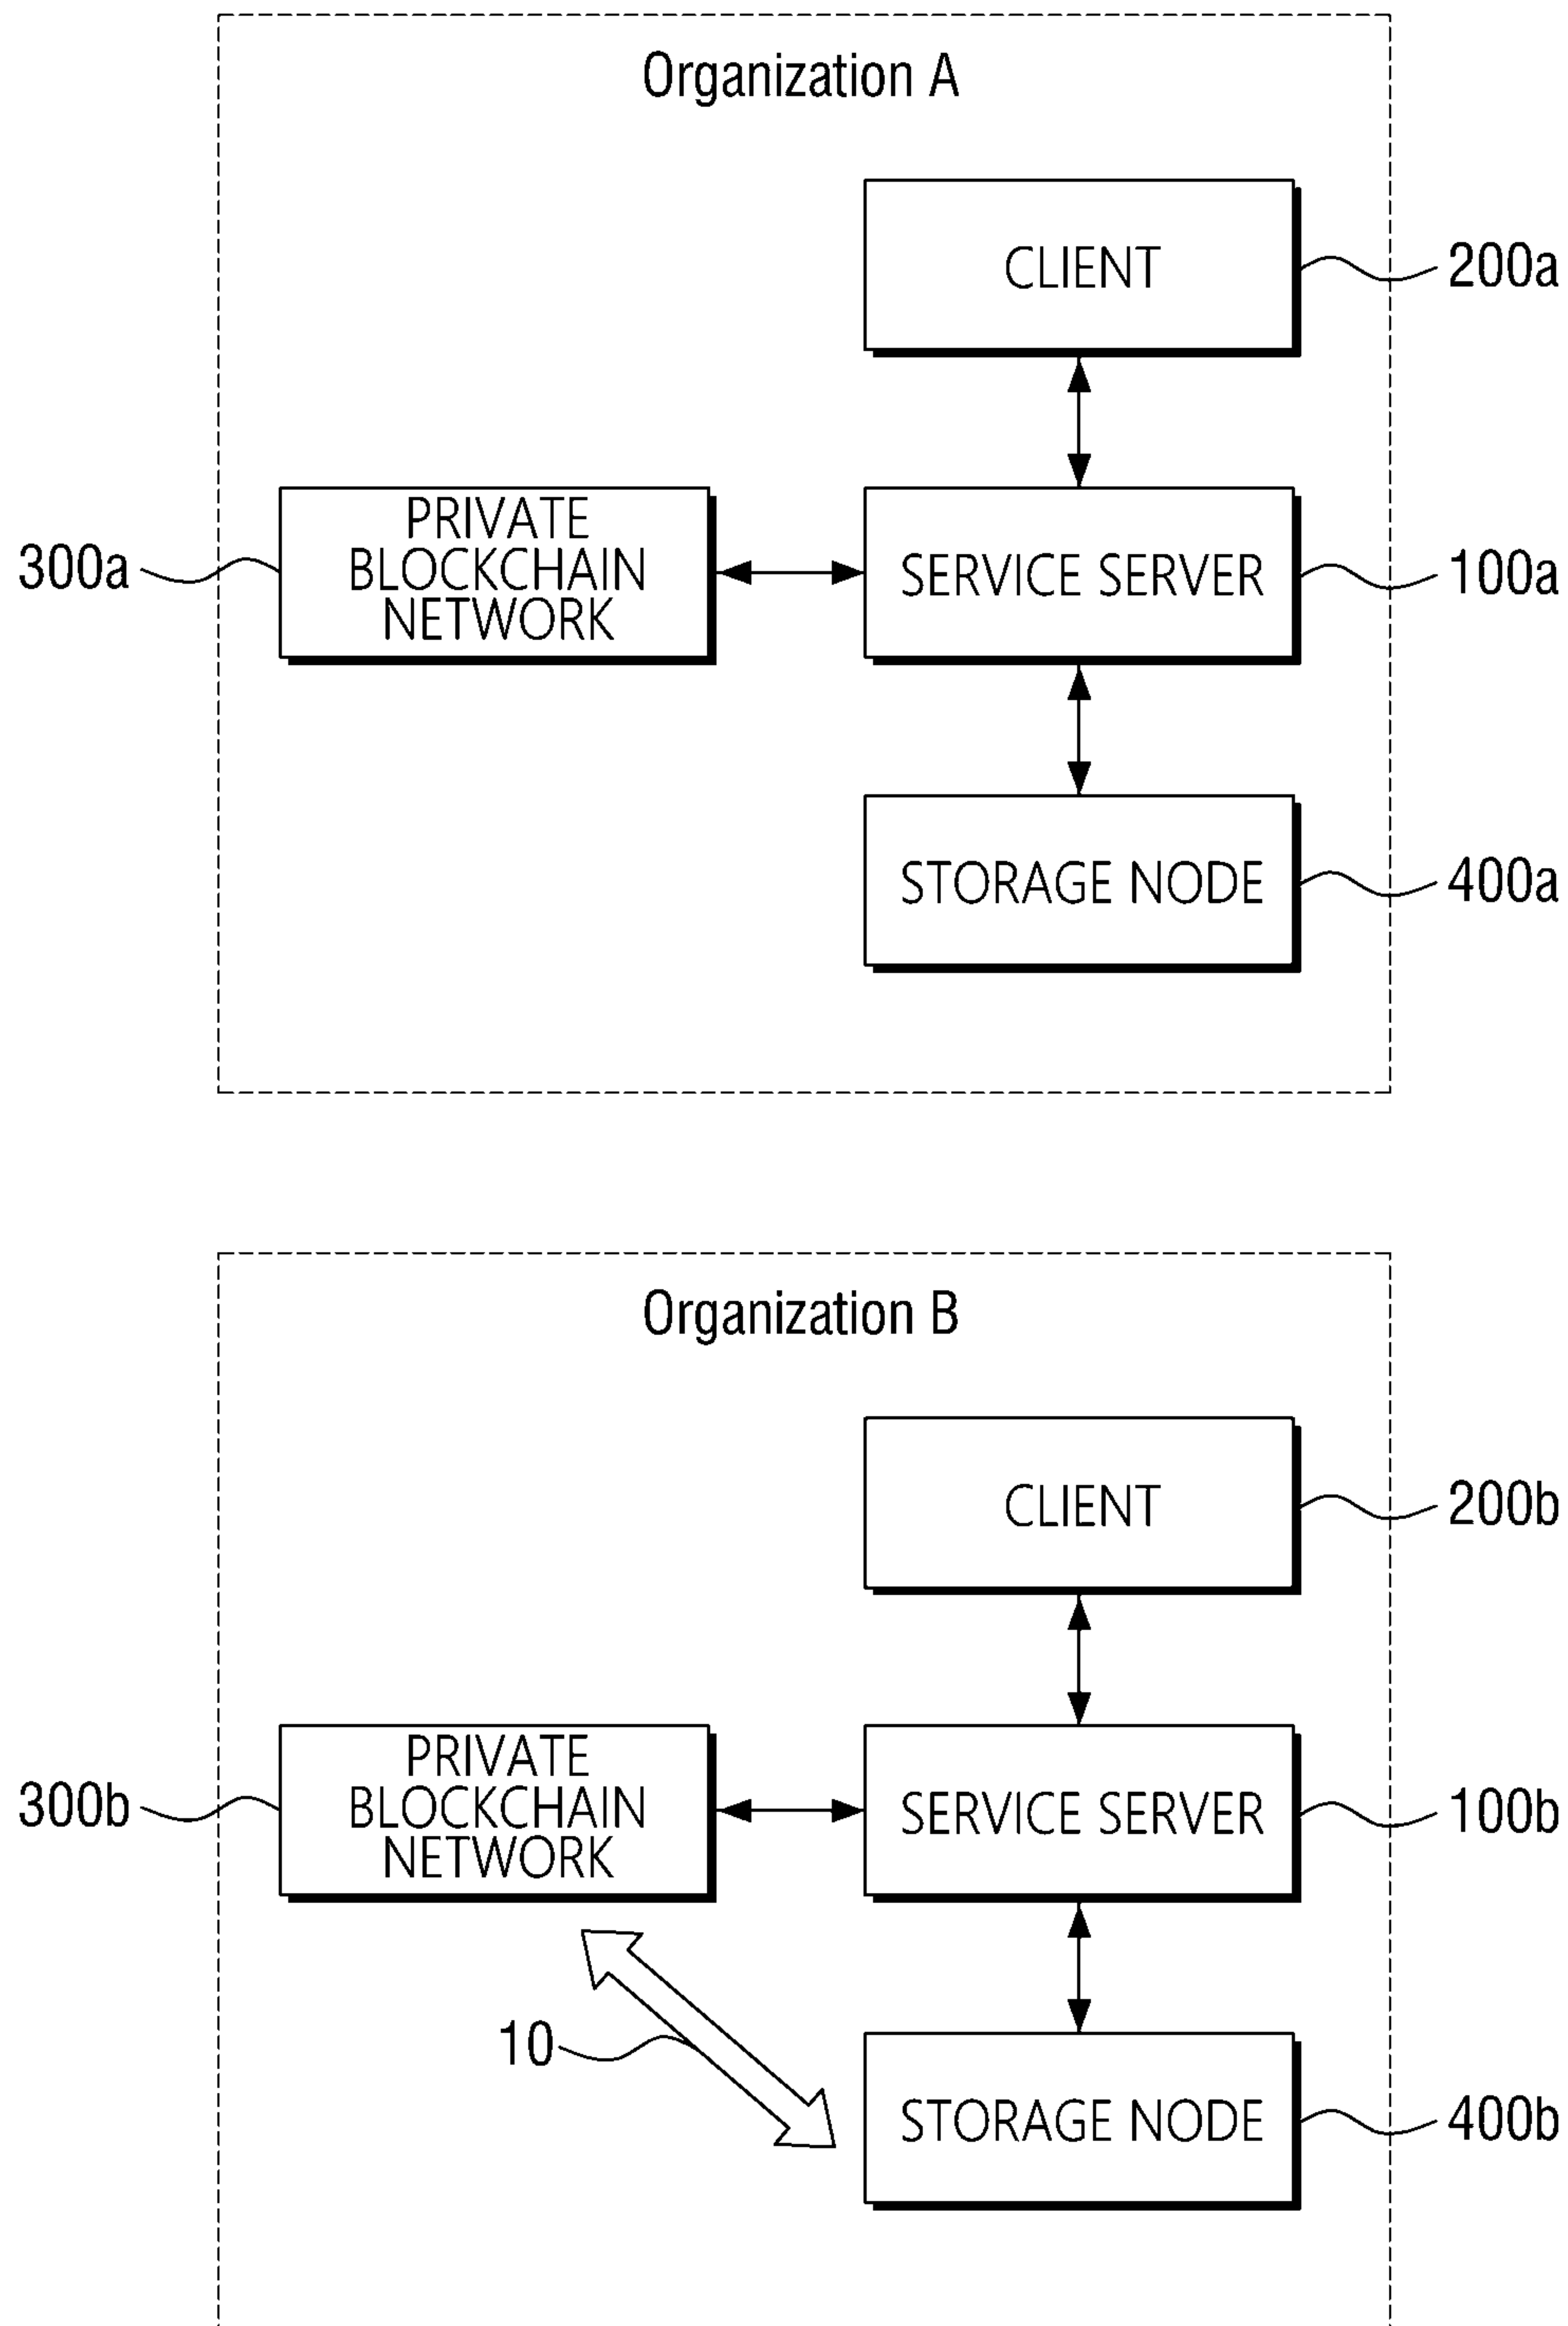 Organization A
CLIENT
200a
PRIVATE
BLOCKCHAIN
NETWORK
300a
SERVICE SERVER
100a
STORAGE NODE
400a
Organization B
CLIENT
200b
PRIVATE
BLOCKCHAIN
NETWORK
300b
SERVICE SERVER
100b
10
STORAGE NODE
400b